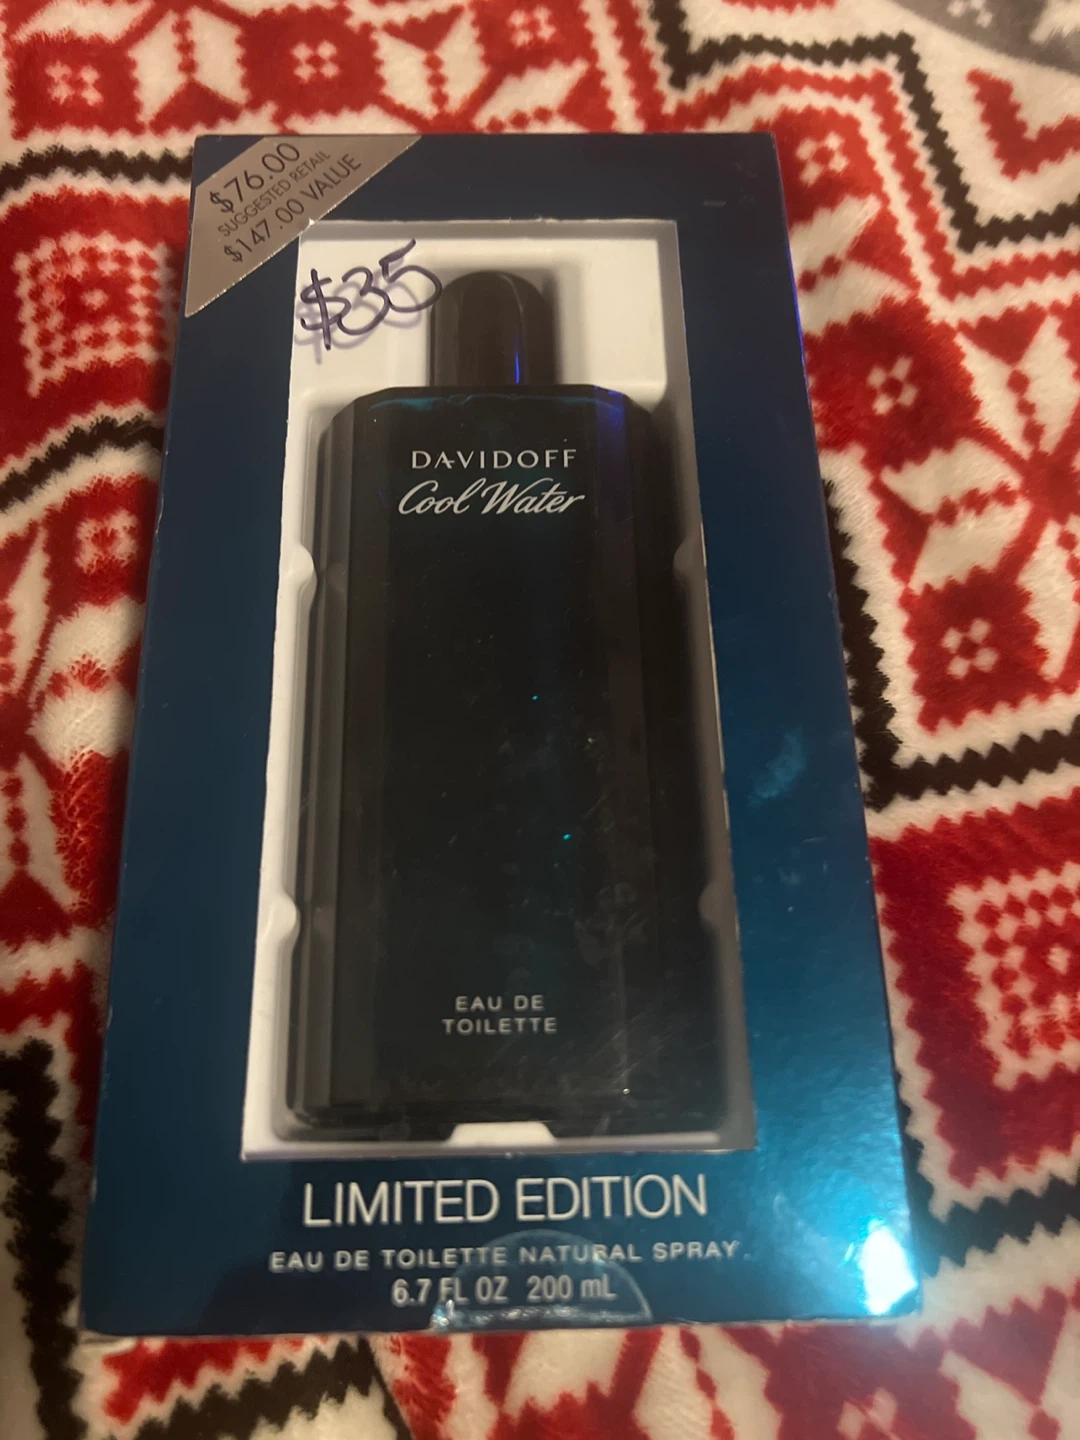 $76.00
SUGGESTED RETAIL
$147.00 VALUE
$35
DAVIDOFF
Cool Water
EAU DE
TOILETTE
LIMITED EDITION
EAU DE TOILETTE NATURAL SPRAY
6.7 FL OZ 200 mL